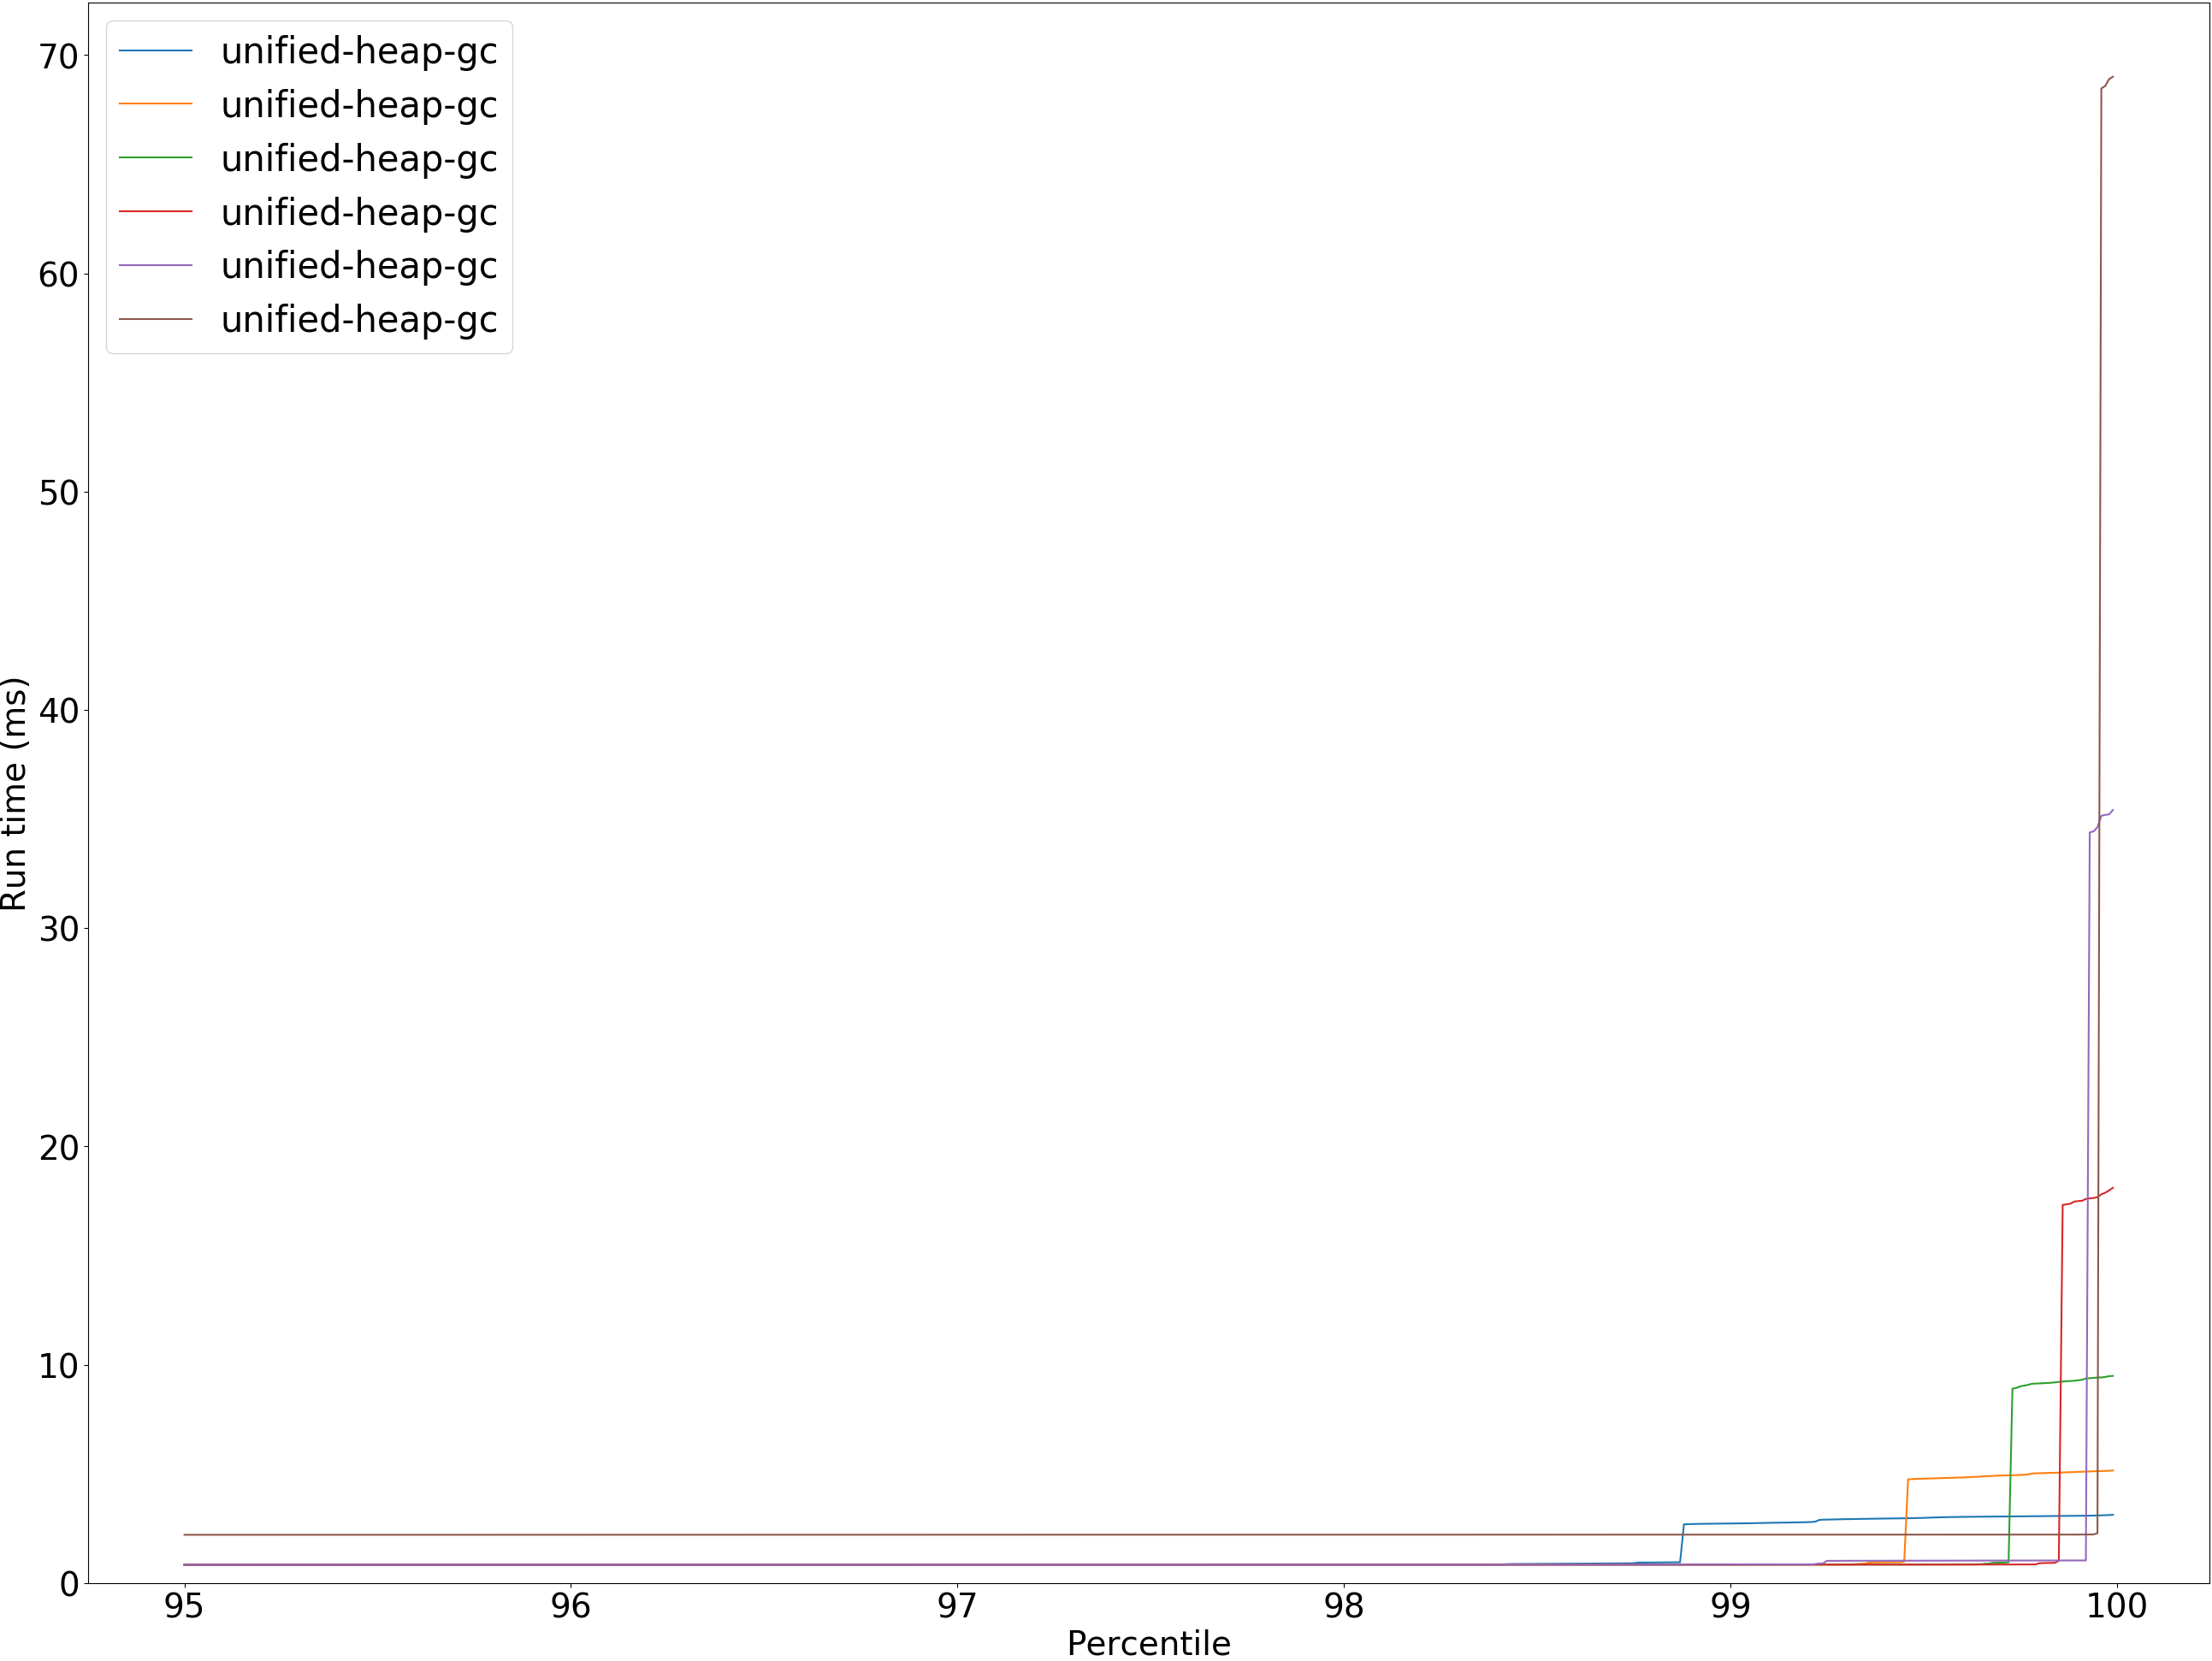 unified-heap-gc
unified-heap-gc
unified-heap-gc
unified-heap-gc
unified-heap-gc
unified-heap-gc
70
60
50
40
30
20
10
0
Run time (ms)
95 96 97 98 99 100
Percentile